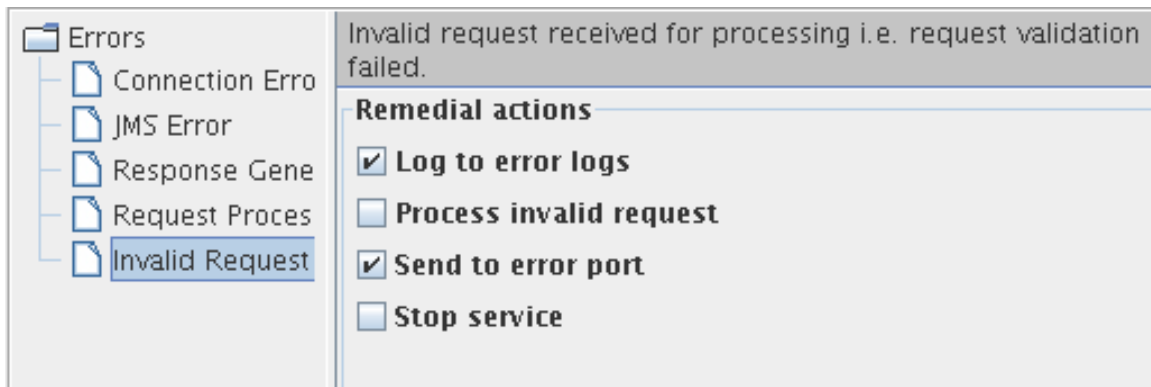 Errors
Connection Erro
JMS Error
Response Gene
Request Proces
Invalid Request
Invalid request received for processing i.e. request validation
failed.
Remedial actions
Log to error logs
Process invalid request
Send to error port
Stop service